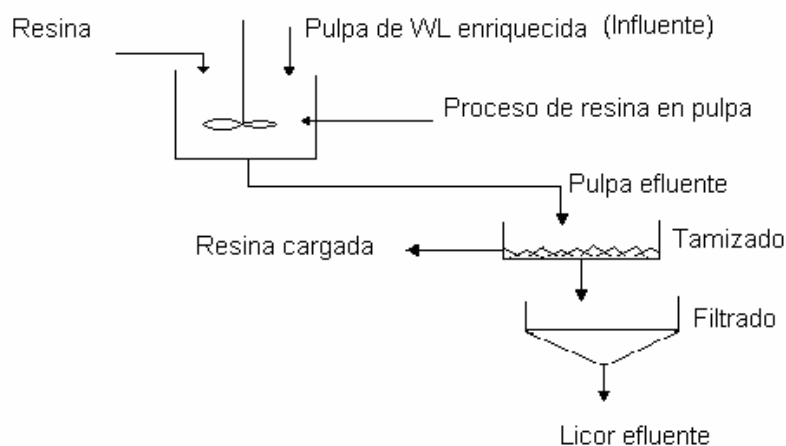 Resina
Pulpa de WL enriquecida (Influente)
Proceso de resina en pulpa
Pulpa efluente
Resina cargada
Tamizado
Filtrado
Licor efluente